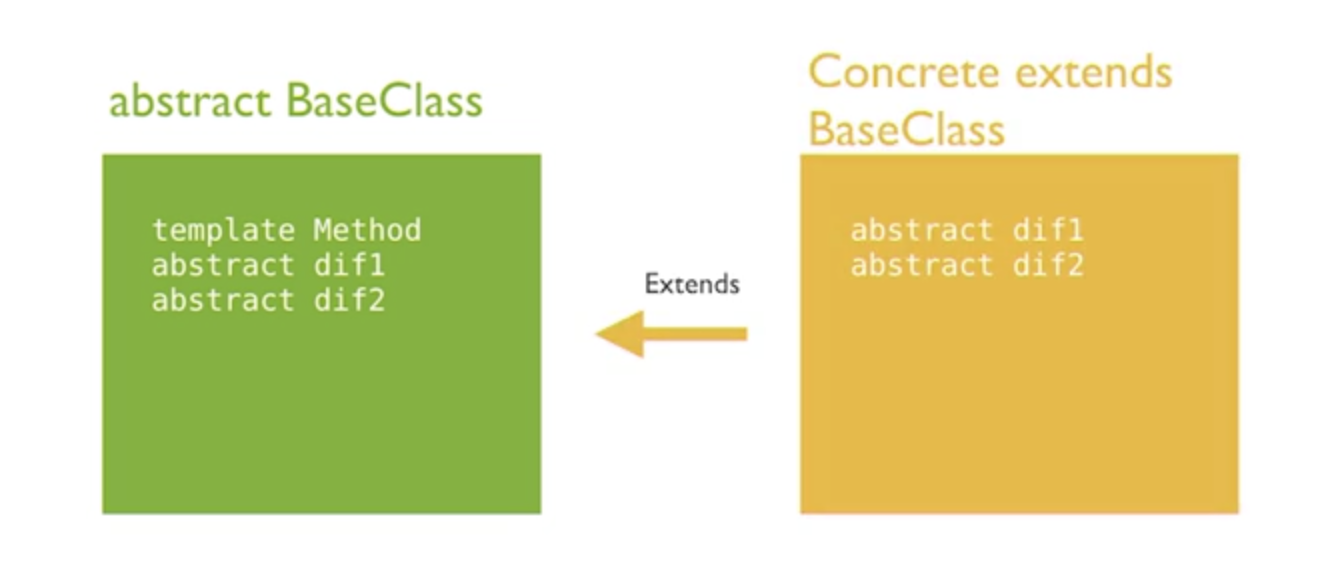 abstract BaseClass
template Method
abstract dif1
abstract dif2
Extends
Concrete extends
BaseClass
abstract dif1
abstract dif2